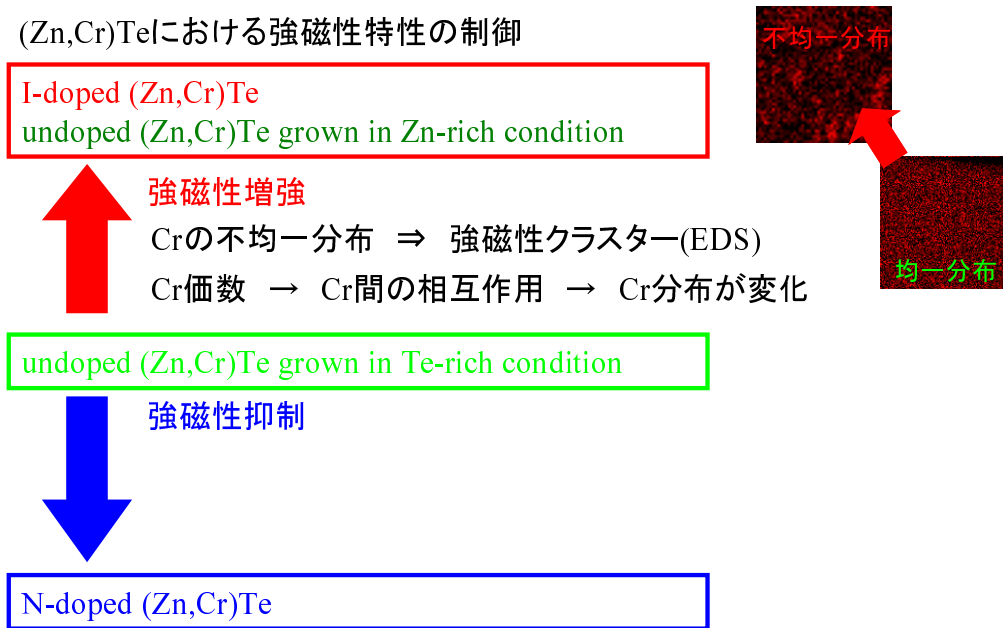 (Zn,Cr)Teにおける強磁性特性の制御
不均一分布
I-doped (Zn,Cr)Te
undoped (Zn,Cr)Te grown in Zn-rich condition
強磁性増強
Crの不均一分布 ⇒ 強磁性クラスター(EDS)
均一分布
Cr価数 → Cr間の相互作用 → Cr分布が変化
undoped (Zn,Cr)Te grown in Te-rich condition
強磁性抑制
N-doped (Zn,Cr)Te